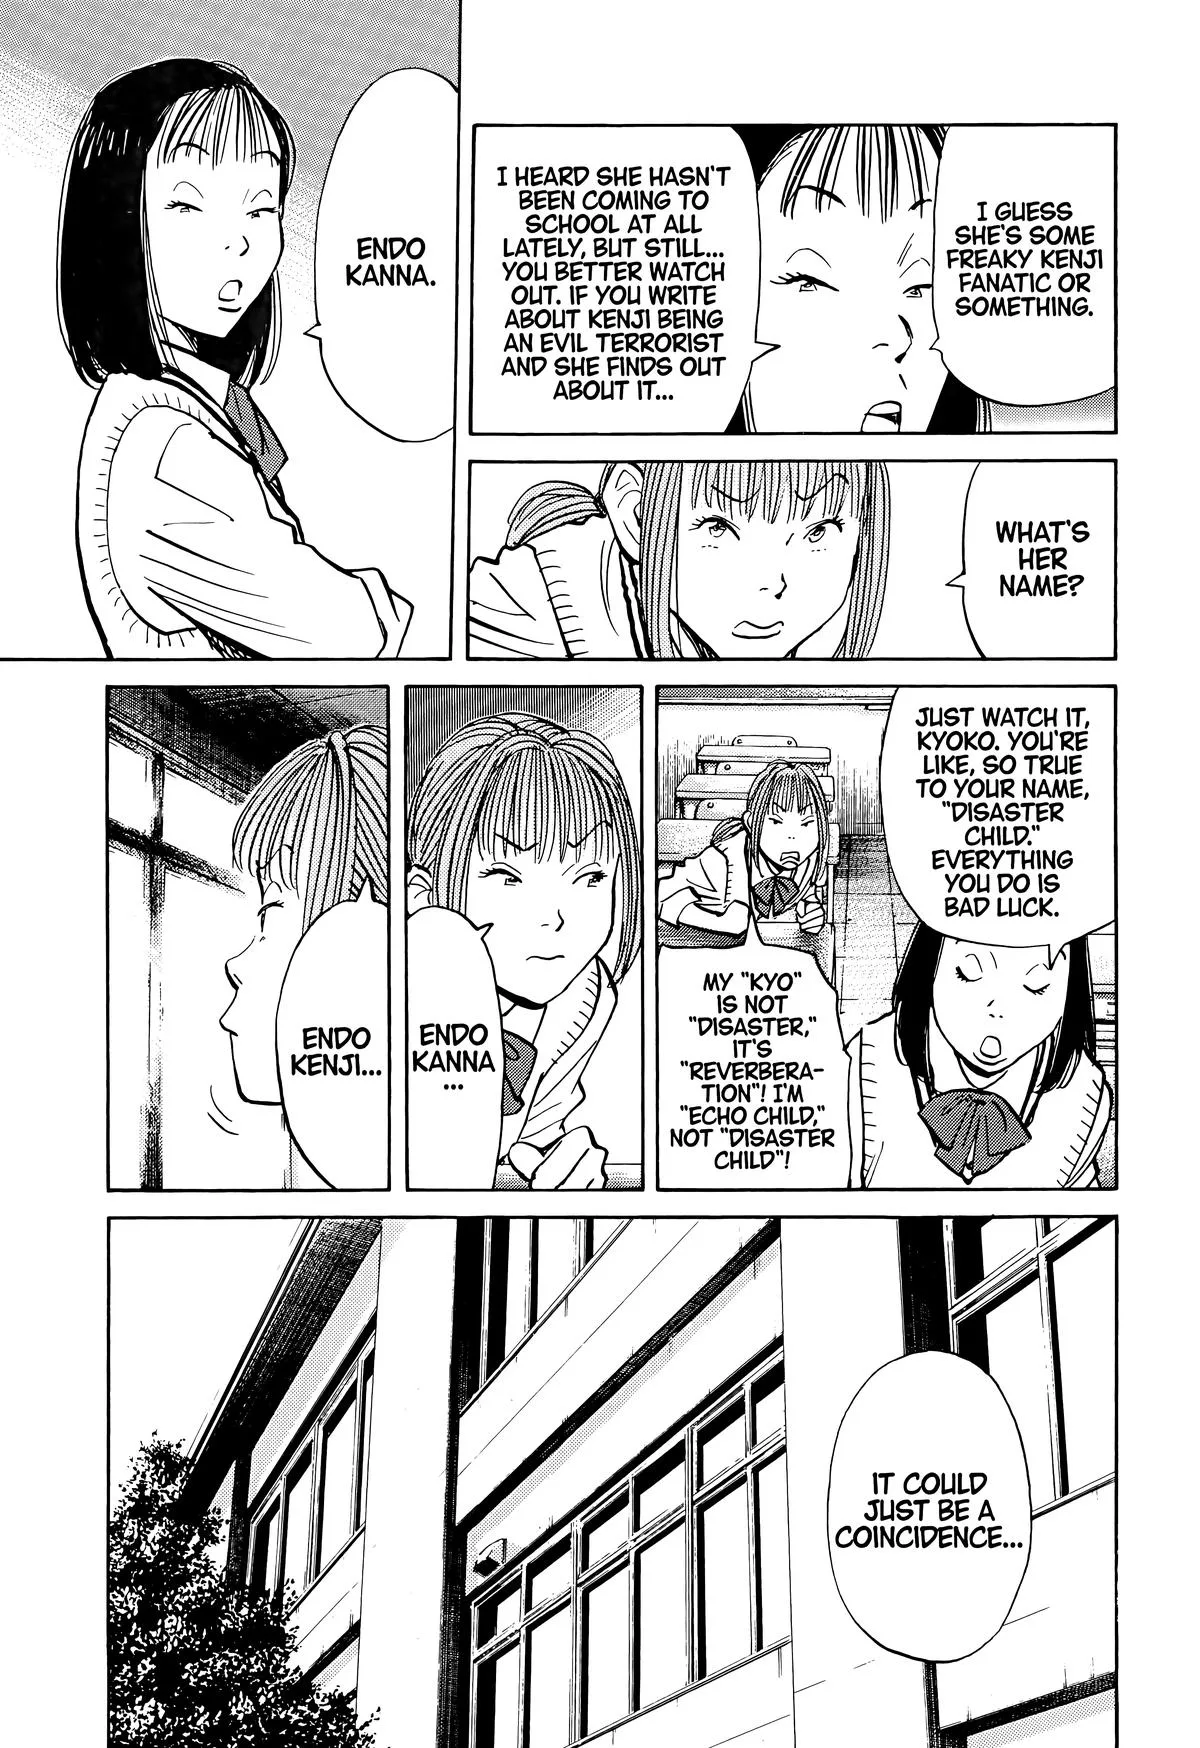 I GUESS
SHE'S SOME
FREAKY KENJI
FANATIC OR
SOMETHING.
I HEARD SHE HASN'T
BEEN COMING TO
SCHOOL AT ALL
LATELY, BUT STILL...
YOU BETTER WATCH
OUT. IF YOU WRITE
ABOUT KENJI BEING
AN EVIL TERRORIST
AND SHE FINDS OUT
ABOUT IT...
WHAT'S
HER
NAME?
ENDO
KANNA.
JUST WATCH IT,
KYOKO. YOU'RE
LIKE, SO TRUE
TO YOUR NAME,
"DISASTER
CHILD."
EVERYTHING
YOU DO IS
BAD LUCK.
MY "KYO"
IS NOT
"DISASTER,"
IT'S
"REVERBERA-
TION"! I'M
"ECHO CHILD,"
NOT "DISASTER
CHILD"!
ENDO
KANNA
...
ENDO
KENJI...
IT COULD
JUST BE A
COINCIDENCE...